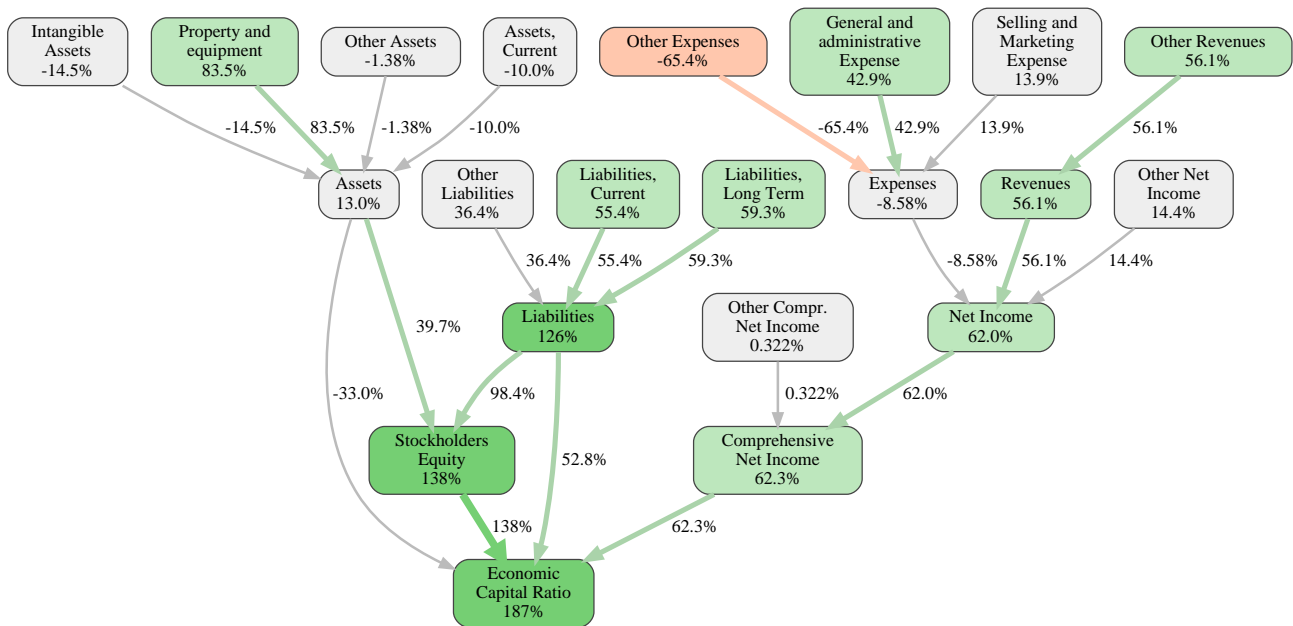 Intangible
Assets
-14.5%
Property and
equipment
83.5%
Other Assets
-1.38%
Assets,
Current
-10.0%
Other Expenses
-65.4%
General and
administrative
Expense
42.9%
Selling and
Marketing
Expense
13.9%
Other Revenues
56.1%
-14.5%
83.5%
-1.38%
-10.0%
-65.4%
42.9%
13.9%
56.1%
Assets
13.0%
Other
Liabilities
36.4%
Liabilities,
Current
55.4%
Liabilities,
Long Term
59.3%
Expenses
-8.58%
Revenues
56.1%
Other Net
Income
14.4%
36.4%
55.4%
59.3%
-8.58%
56.1%
14.4%
Liabilities
126%
Other Compr.
Net Income
0.322%
Net Income
62.0%
39.7%
-33.0%
98.4%
0.322%
62.0%
Stockholders
Equity
138%
52.8%
Comprehensive
Net Income
62.3%
138%
62.3%
Economic
Capital Ratio
187%